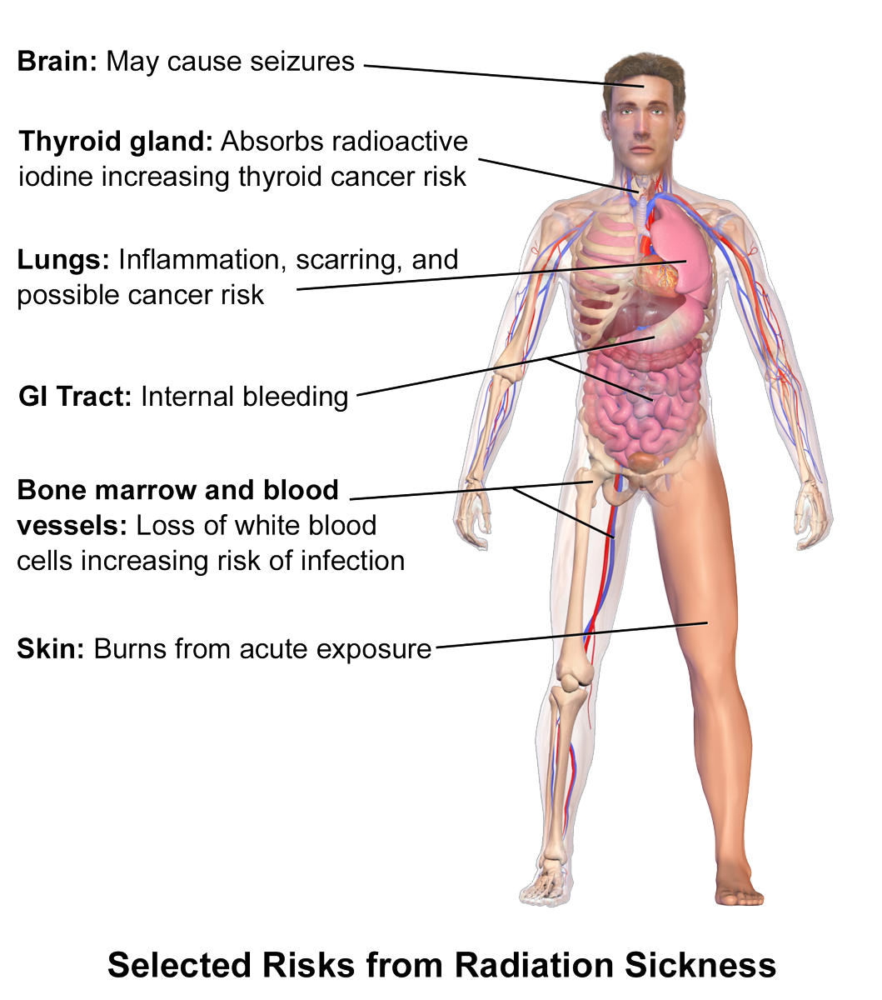 Brain: May cause seizures
Thyroid gland: Absorbs radioactive
iodine increasing thyroid cancer risk
Lungs: Inflammation, scarring, and
possible cancer risk
GI Tract: Internal bleeding
Bone marrow and blood
vessels: Loss of white blood
cells increasing risk of infection
Skin: Burns from acute exposure
Selected Risks from Radiation Sickness